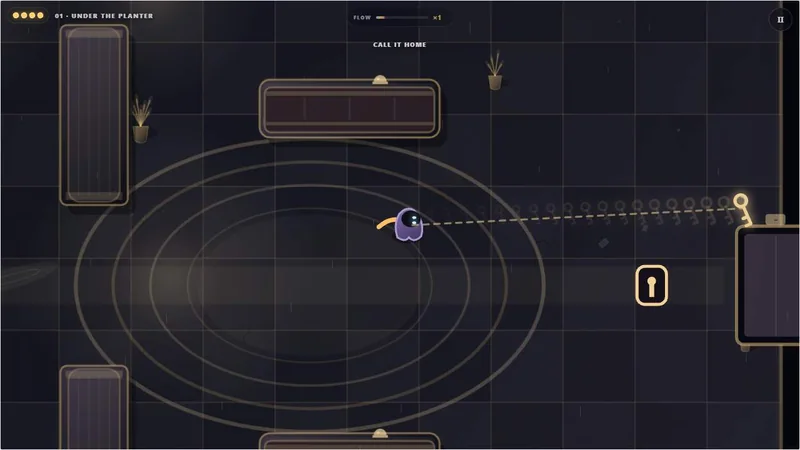 01 · UNDER THE PLANTER
FLOW ×1
II
CALL IT HOME